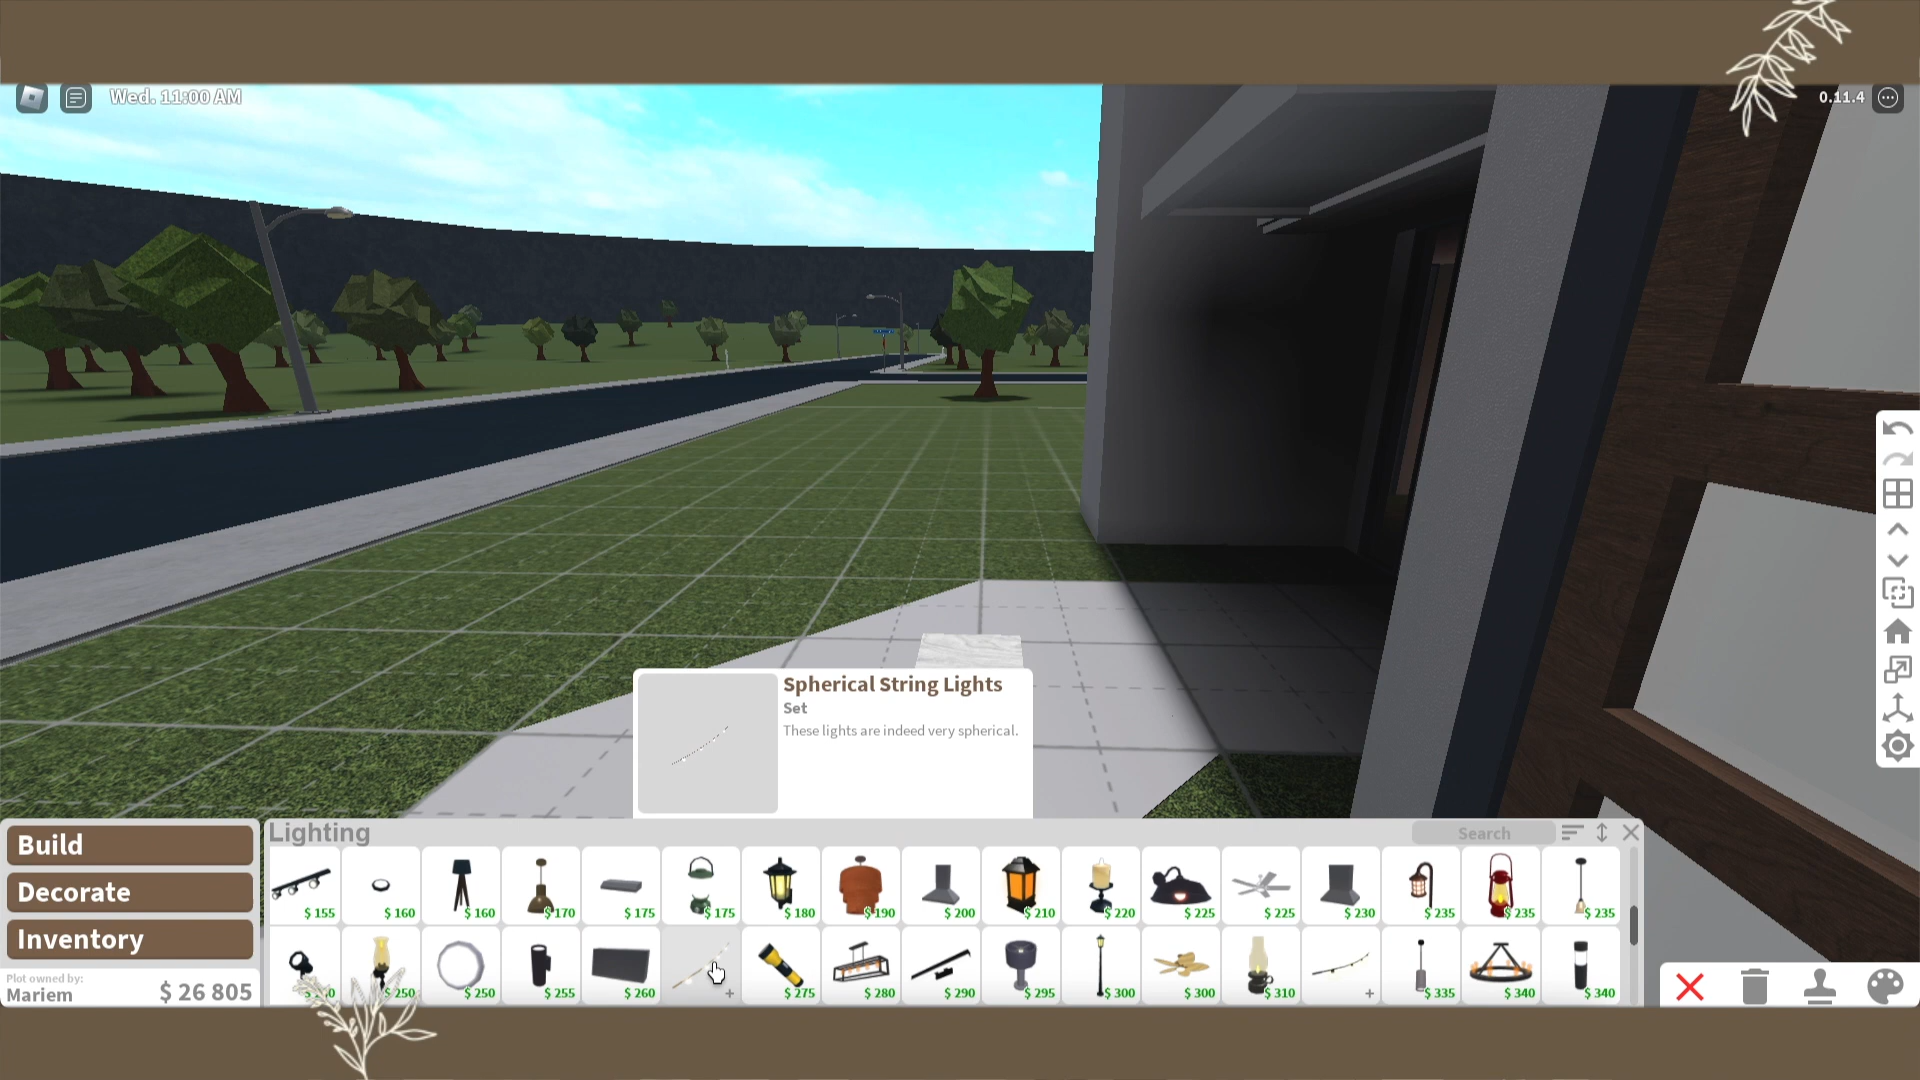 Wed. 11:00 AM
0.11.4
Spherical String Lights
Set
These lights are indeed very spherical.
Build
Decorate
Inventory
Plot owned by:
Mariem
$ 26 805
Lighting
Search
$ 155
$ 160
$ 160
$ 170
$ 175
$ 175
$ 180
$ 190
$ 200
$ 210
$ 220
$ 225
$ 225
$ 230
$ 235
$ 235
$ 235
$ 250
$ 250
$ 255
$ 260
+
$ 275
$ 280
$ 290
$ 295
$ 300
$ 300
$ 310
+
$ 335
$ 340
$ 340